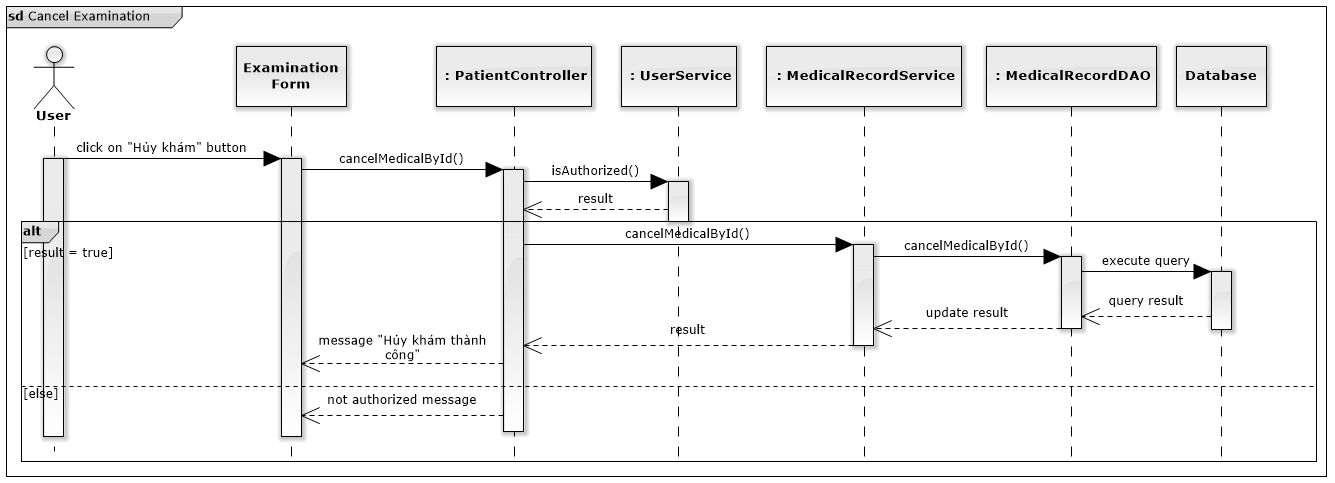 sd Cancel Examination
User
Examination
Form
: PatientController
: UserService
: MedicalRecordService
: MedicalRecordDAO
Database
click on "Hủy khám" button
cancelMedicalById()
isAuthorized()
result
alt
[result = true]
cancelMedicalById()
cancelMedicalById()
execute query
query result
update result
result
message "Hủy khám thành
công"
[else]
not authorized message